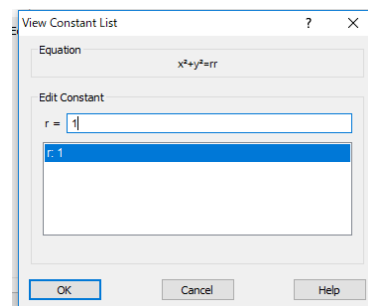 View Constant List ? ×
Equation
x²+y²=rr
Edit Constant
r = 1
r: 1
OK Cancel Help